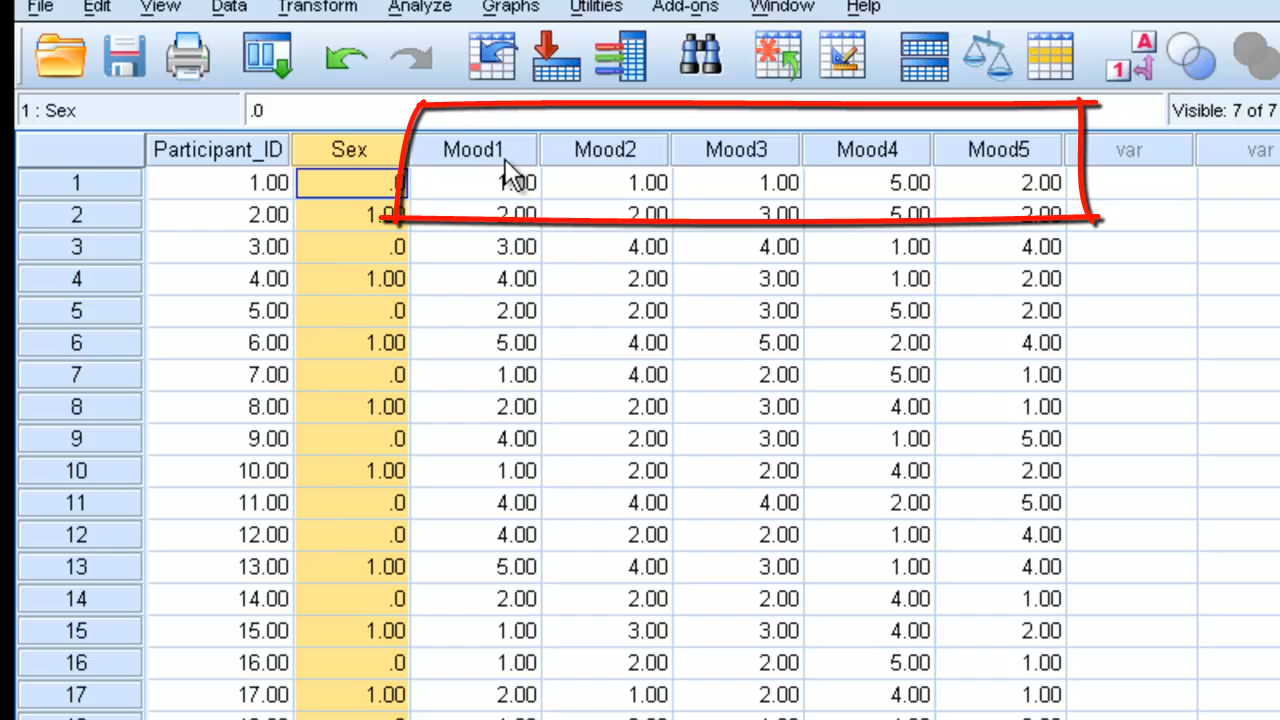 File Edit View Data Transform Analyze Graphs Utilities Add-ons Window Help
A
1
1 : Sex .0 Visible: 7 of 7
Participant_ID Sex Mood1 Mood2 Mood3 Mood4 Mood5 var var
1 1.00 .0 1.00 1.00 1.00 5.00 2.00
2 2.00 1.00 2.00 2.00 3.00 5.00 2.00
3 3.00 .0 3.00 4.00 4.00 1.00 4.00
4 4.00 1.00 4.00 2.00 3.00 1.00 2.00
5 5.00 .0 2.00 2.00 3.00 5.00 2.00
6 6.00 1.00 5.00 4.00 5.00 2.00 4.00
7 7.00 .0 1.00 4.00 2.00 5.00 1.00
8 8.00 1.00 2.00 2.00 3.00 4.00 1.00
9 9.00 .0 4.00 2.00 3.00 1.00 5.00
10 10.00 1.00 1.00 2.00 2.00 4.00 2.00
11 11.00 .0 4.00 4.00 4.00 2.00 5.00
12 12.00 .0 4.00 2.00 2.00 1.00 4.00
13 13.00 1.00 5.00 4.00 3.00 1.00 4.00
14 14.00 .0 2.00 2.00 2.00 4.00 1.00
15 15.00 1.00 1.00 3.00 3.00 4.00 2.00
16 16.00 .0 1.00 2.00 2.00 5.00 1.00
17 17.00 1.00 2.00 1.00 2.00 4.00 1.00